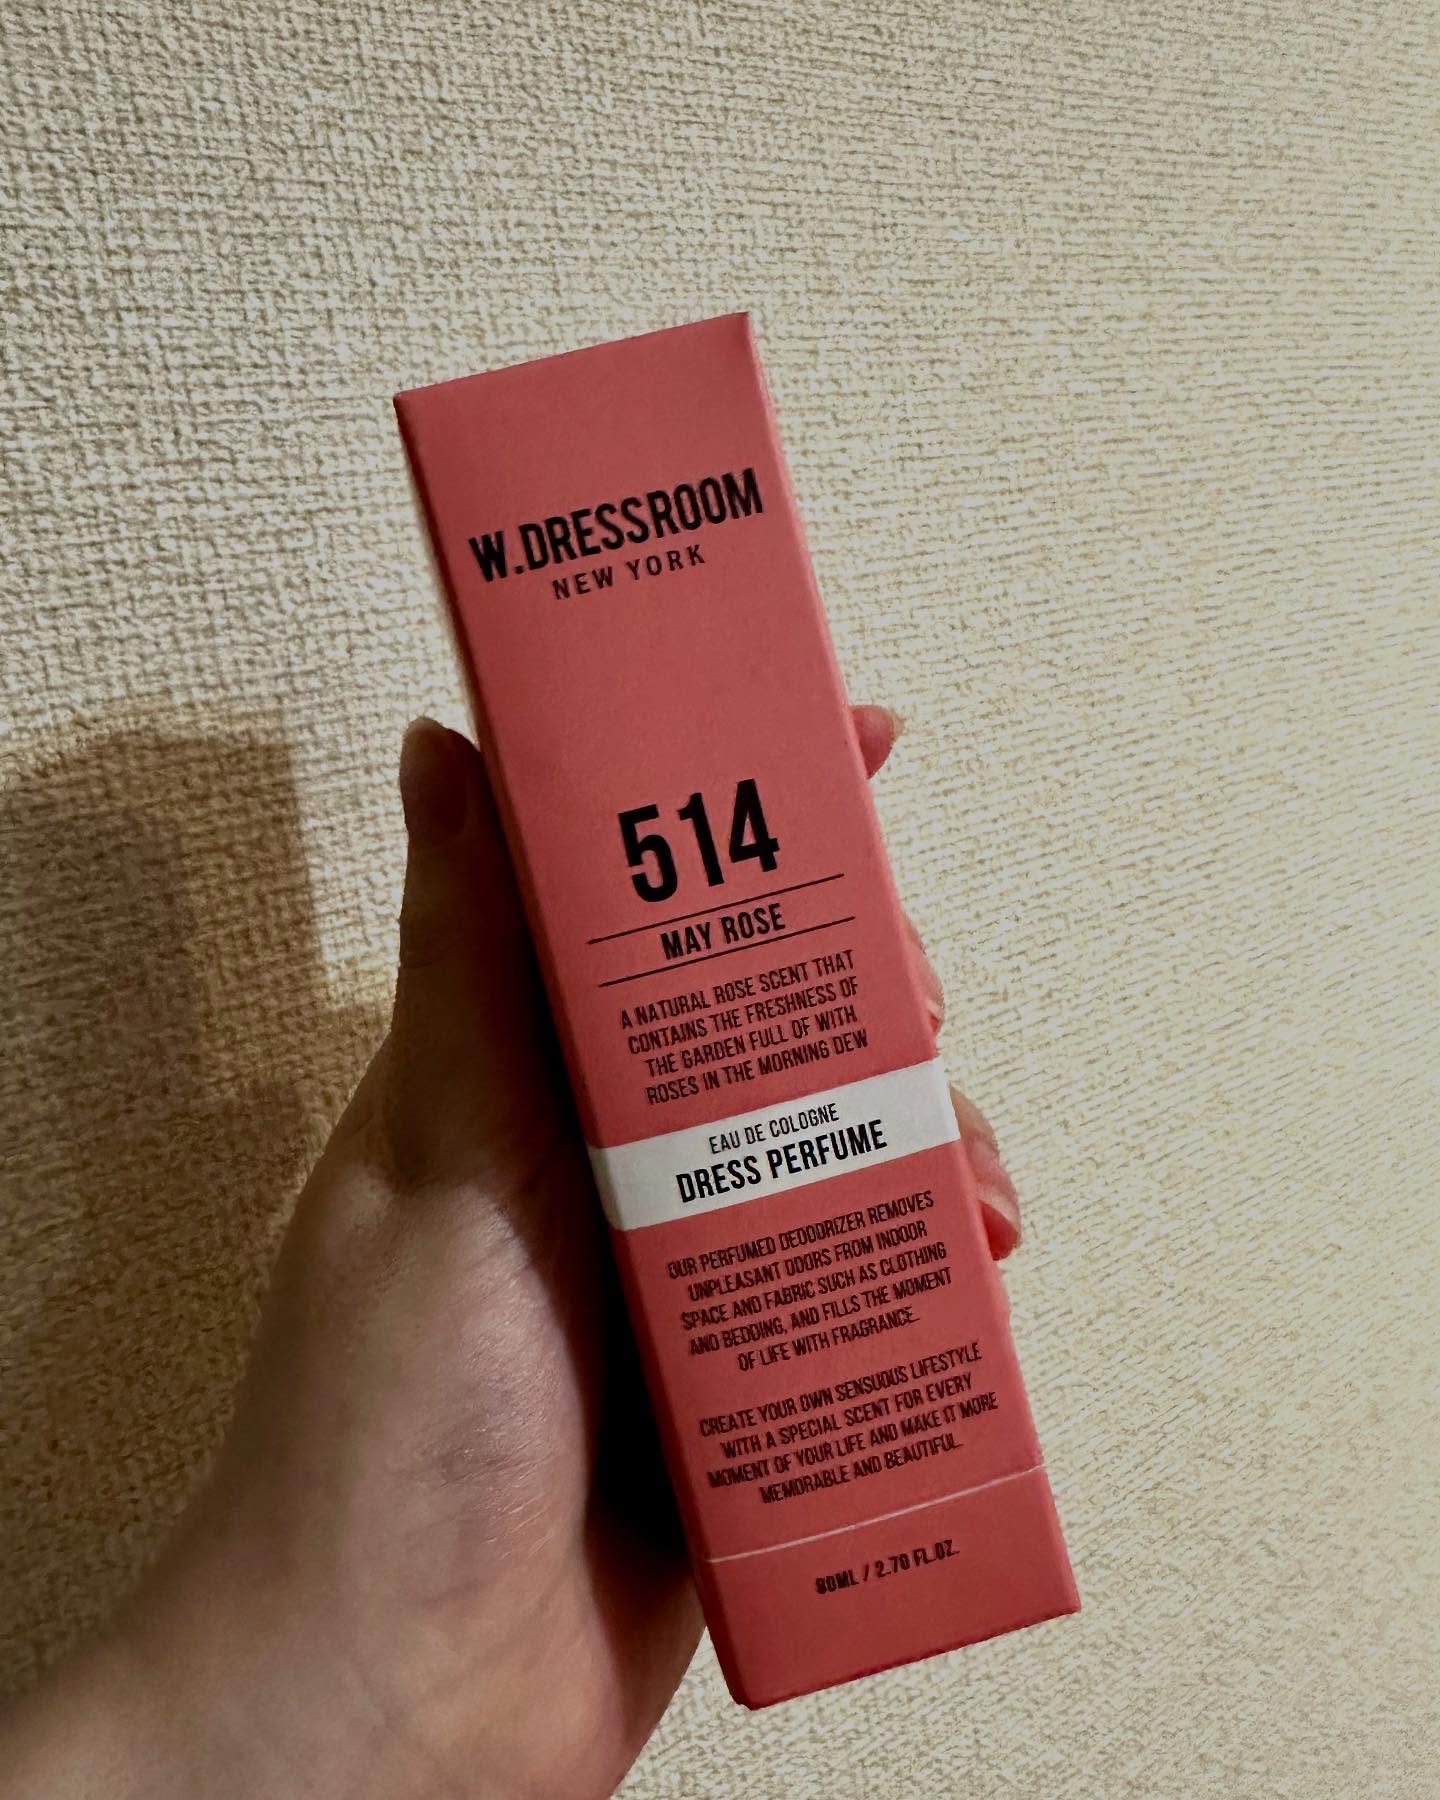 W.DRESSROOM
NEW YORK
514
MAY ROSE
A NATURAL ROSE SCENT THAT
CONTAINS THE FRESHNESS OF
THE GARDEN FULL OF WITH
ROSES IN THE MORNING DEW
EAU DE COLOGNE
DRESS PERFUME
OUR PERFUMED DEODORIZER REMOVES
UNPLEASANT ODORS FROM INDOOR
SPACE AND FABRIC SUCH AS CLOTHING
AND BEDDING, AND FILLS THE MOMENT
OF LIFE WITH FRAGRANCE.
CREATE YOUR OWN SENSUOUS LIFESTYLE
WITH A SPECIAL SCENT FOR EVERY
MOMENT OF YOUR LIFE AND MAKE IT MORE
MEMORABLE AND BEAUTIFUL.
80ML / 2.70 FL.OZ.